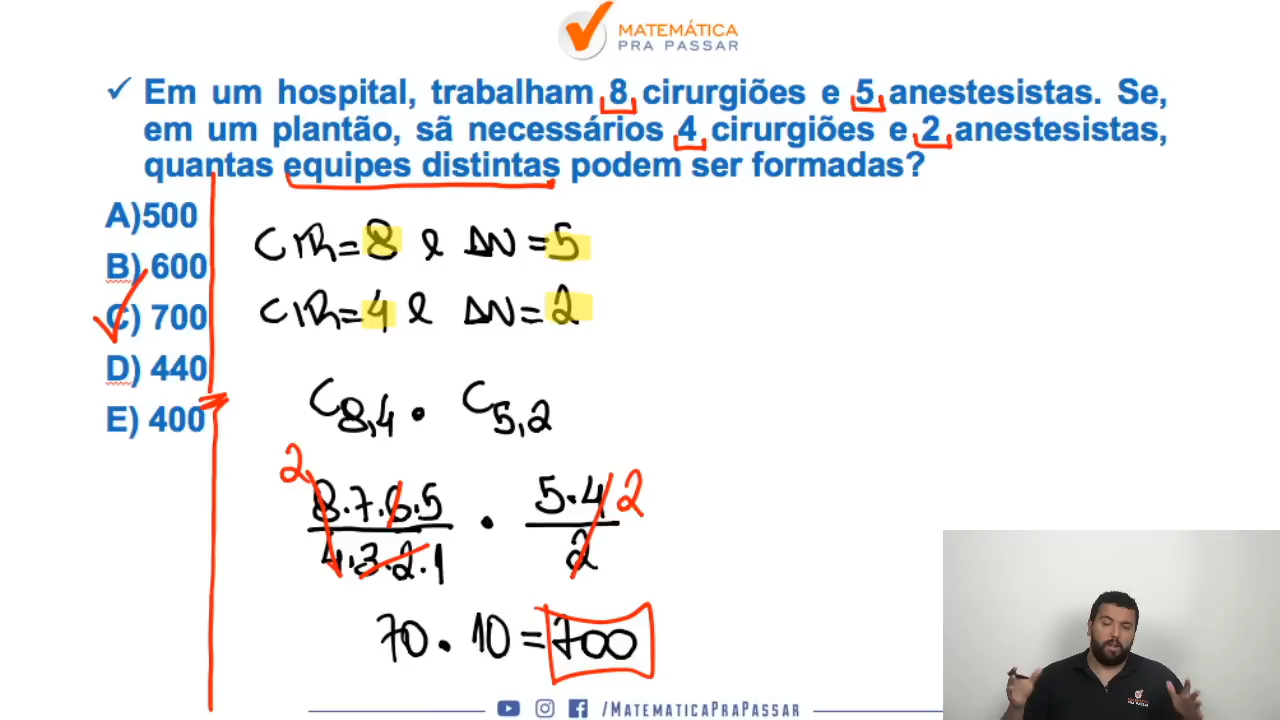 MATEMÁTICA
PRA PASSAR
✓ Em um hospital, trabalham 8 cirurgiões e 5 anestesistas. Se,
em um plantão, sã necessários 4 cirurgiões e 2 anestesistas,
quantas equipes distintas podem ser formadas?
A)500
B) 600
C) 700
D) 440
E) 400
CIR=8 e AN=5
CIR=4 e AN=2
C8,4 . C5,2
2 8.7.6.5 . 5.4 2
4.3.2.1 2
70 . 10 = 700
/MATEMATICAPRAPASSAR